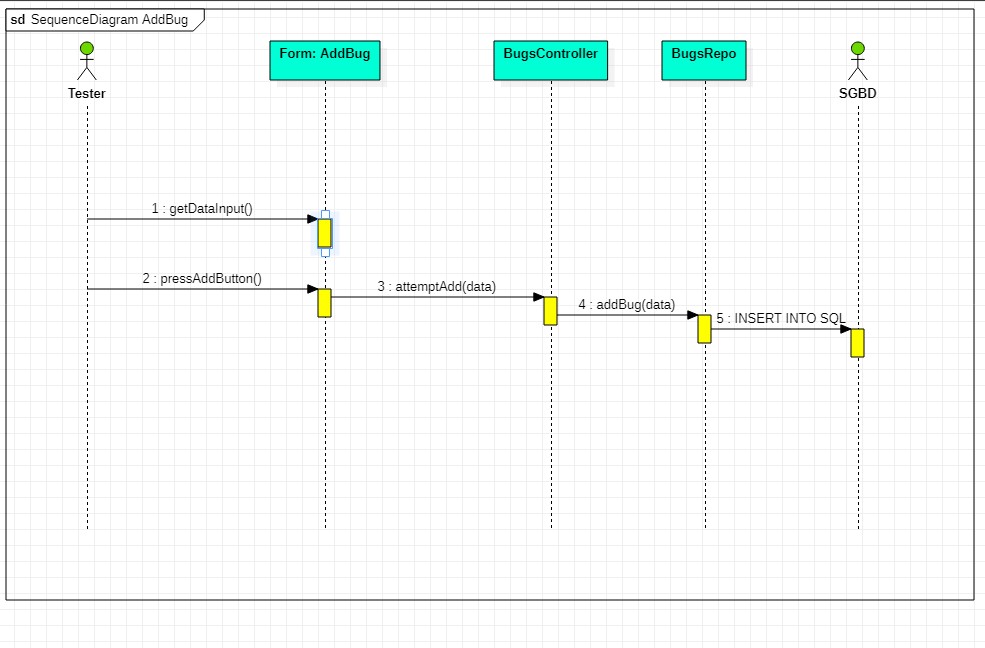 sd SequenceDiagram AddBug
Tester
Form: AddBug
BugsController
BugsRepo
SGBD
1 : getDataInput()
2 : pressAddButton()
3 : attemptAdd(data)
4 : addBug(data)
5 : INSERT INTO SQL